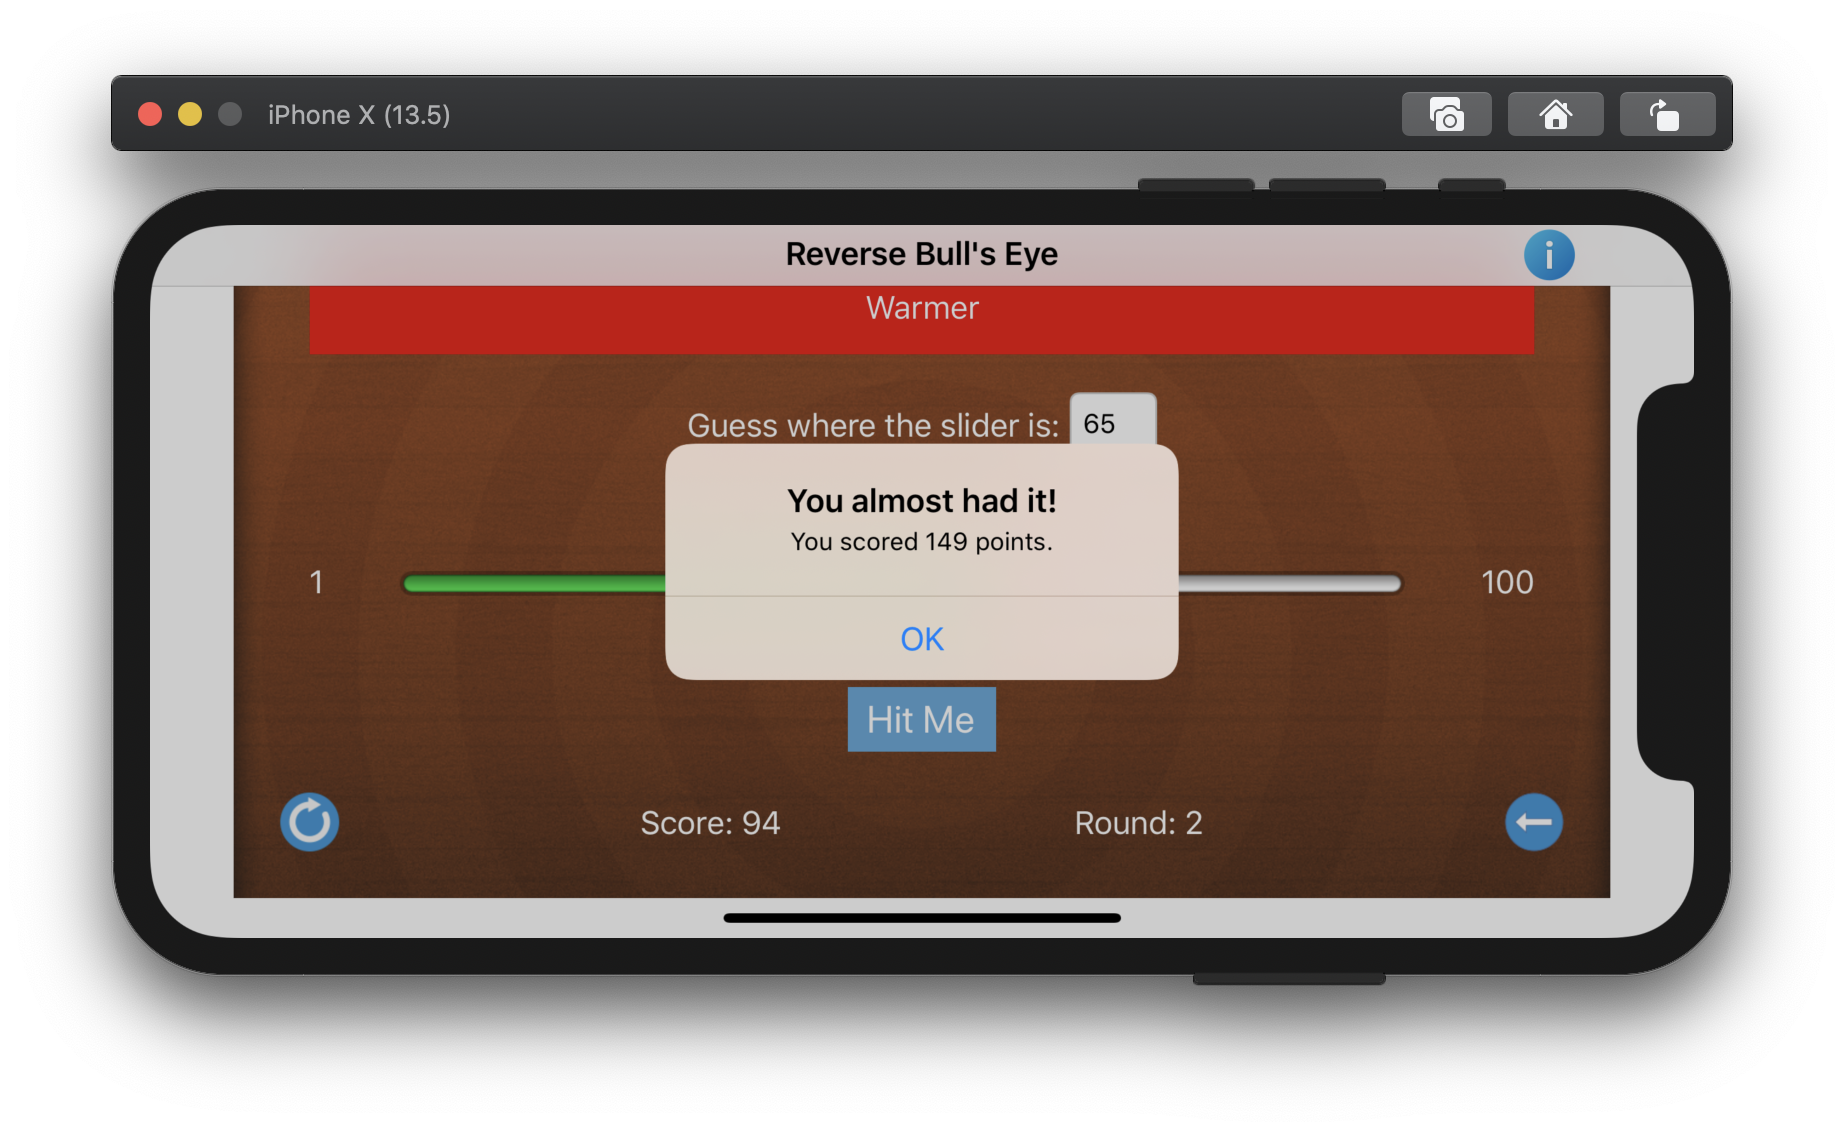 iPhone X (13.5)
Reverse Bull's Eye
i
Warmer
Guess where the slider is: 65
You almost had it!
You scored 149 points.
1 100
OK
Hit Me
Score: 94 Round: 2